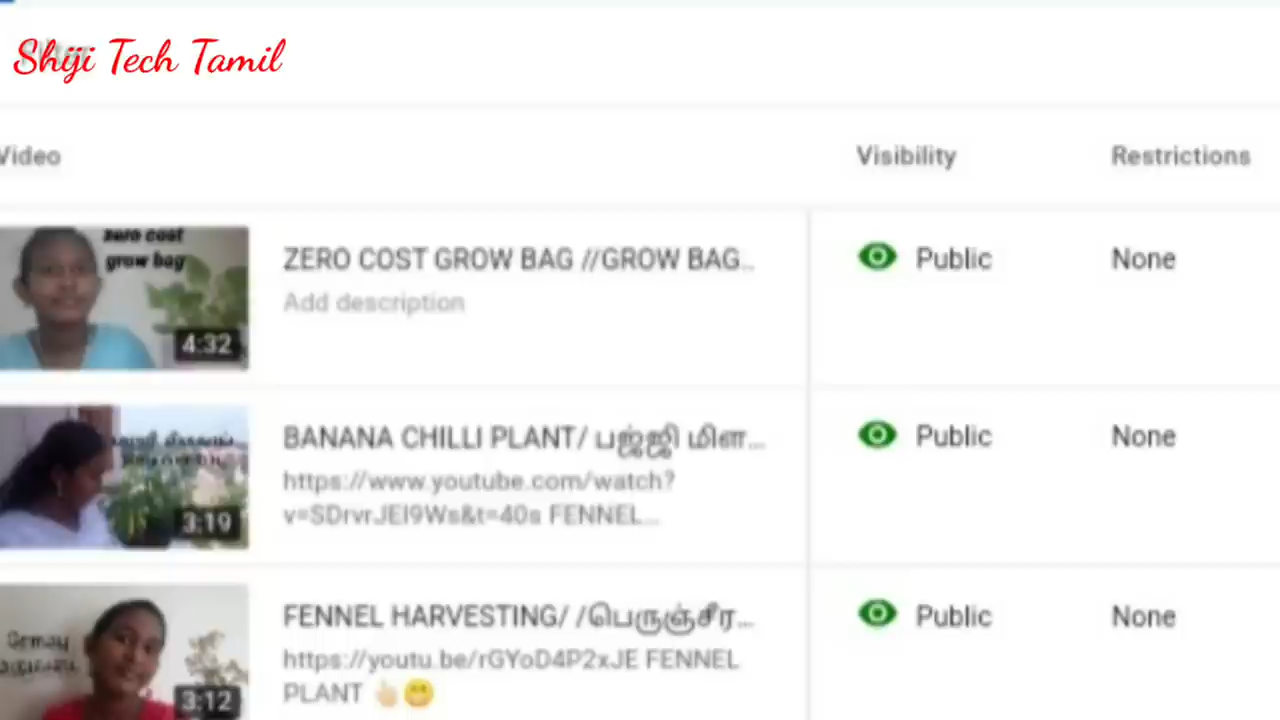 Shiji Tech Tamil
Video
Visibility
Restrictions
zero cost
grow bag
4:32
ZERO COST GROW BAG //GROW BAG...
Add description
Public
None
3:19
BANANA CHILLI PLANT/ பஜ்ஜி மிள...
https://www.youtube.com/watch?
v=SDrvrJEI9Ws&t=40s FENNEL...
Public
None
3:12
FENNEL HARVESTING/ /பெருஞ்சீர...
https://youtu.be/rGYoD4P2xJE FENNEL
PLANT 👆🏻😁
Public
None